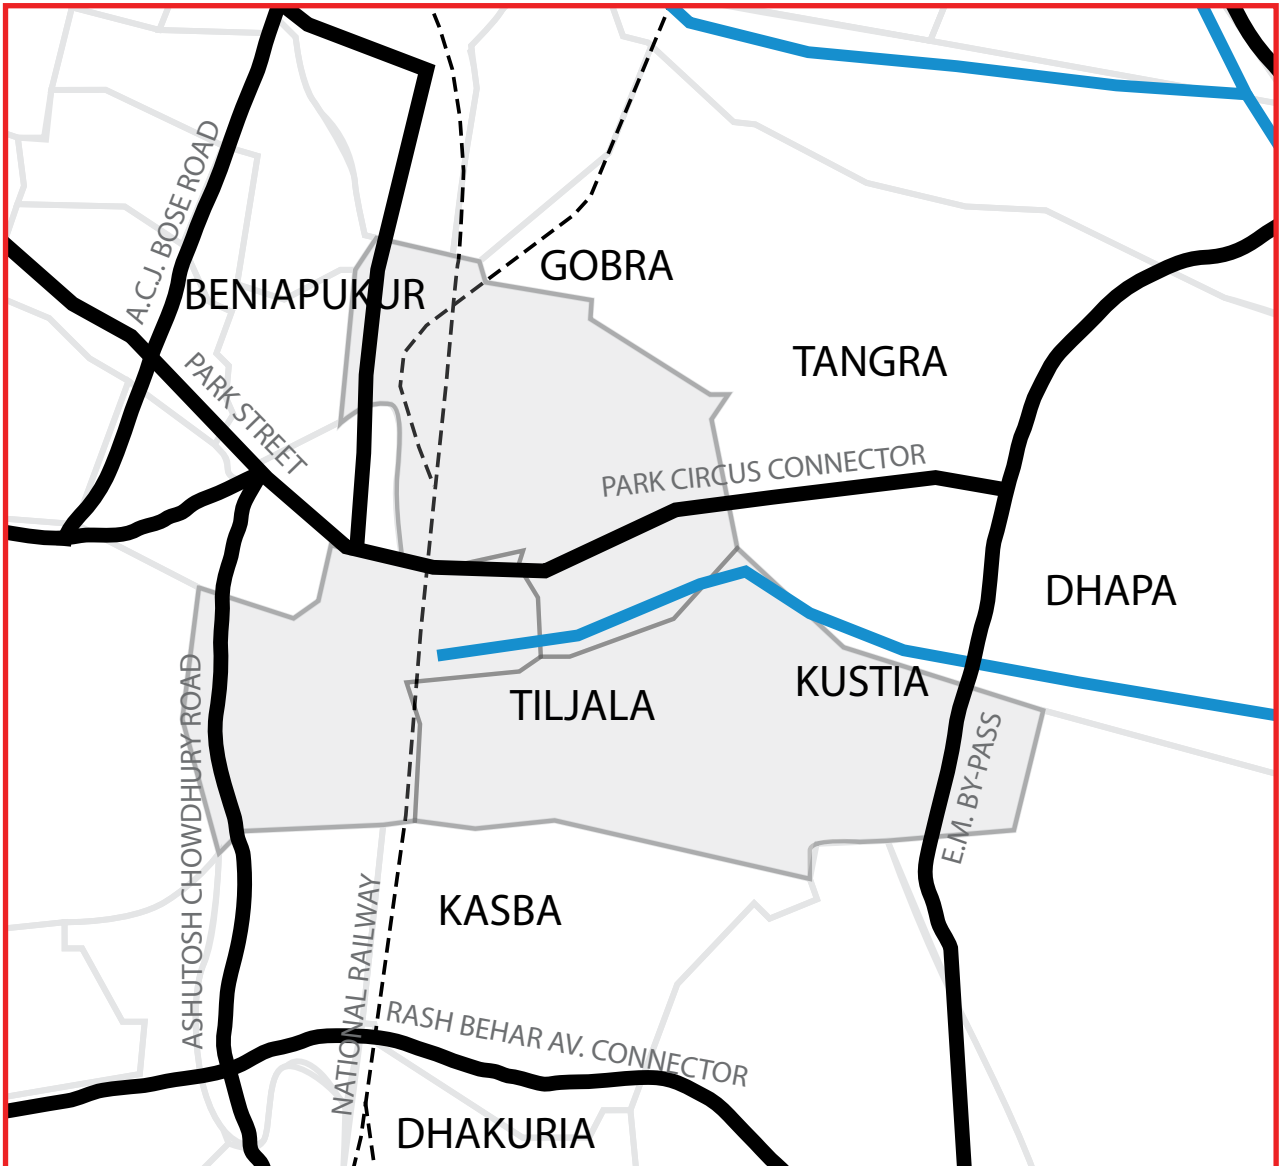 A.C.J. BOSE ROAD
GOBRA
BENIAPUKUR
TANGRA
PARK STREET
PARK CIRCUS CONNECTOR
DHAPA
KUSTIA
TILJALA
ASHUTOSH CHOWDHURY ROAD
E.M. BY-PASS
KASBA
NATIONAL RAILWAY
RASH BEHAR AV. CONNECTOR
DHAKURIA